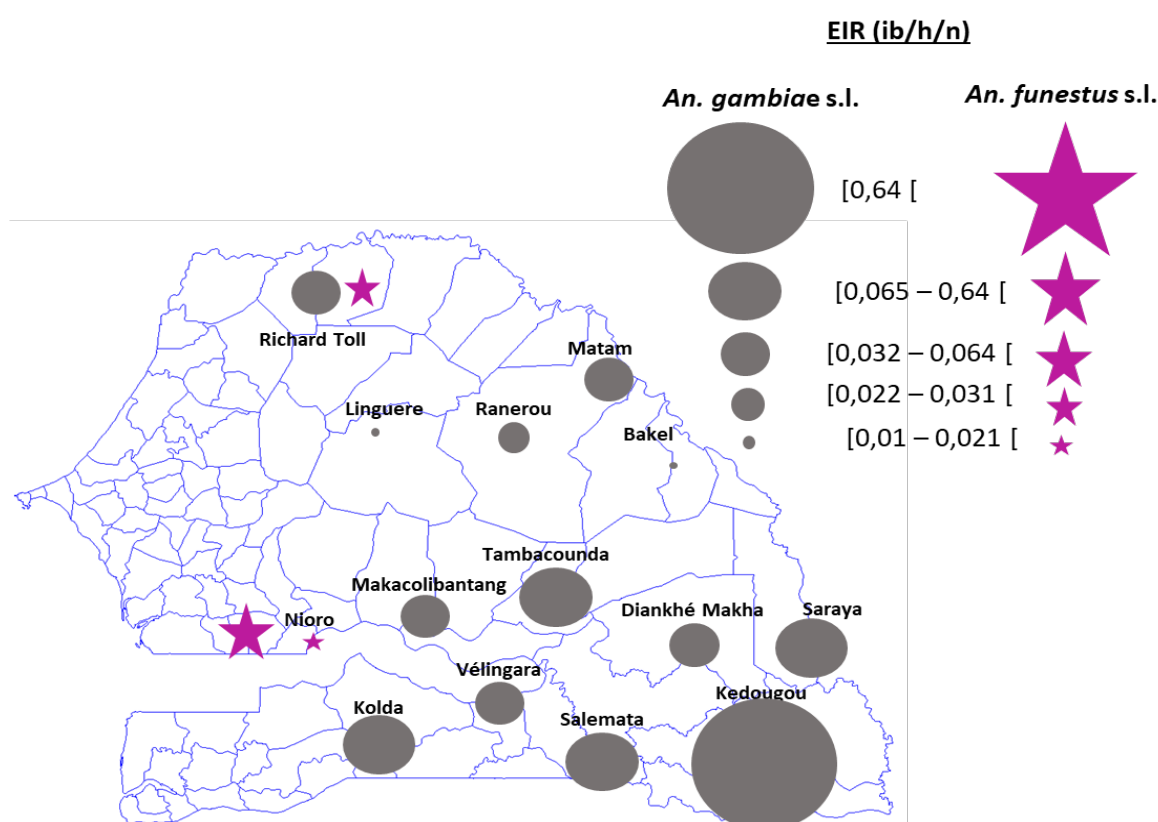 EIR (ib/h/n)
An. gambiae s.l.
An. funestus s.l.
[0,64 [
[0,065 – 0,64 [
[0,032 – 0,064 [
[0,022 – 0,031 [
[0,01 – 0,021 [
Richard Toll
Matam
Linguere
Ranerou
Bakel
Tambacounda
Makacolibantang
Nioro
Diankhé Makha
Saraya
Vélingara
Kedougou
Kolda
Salemata